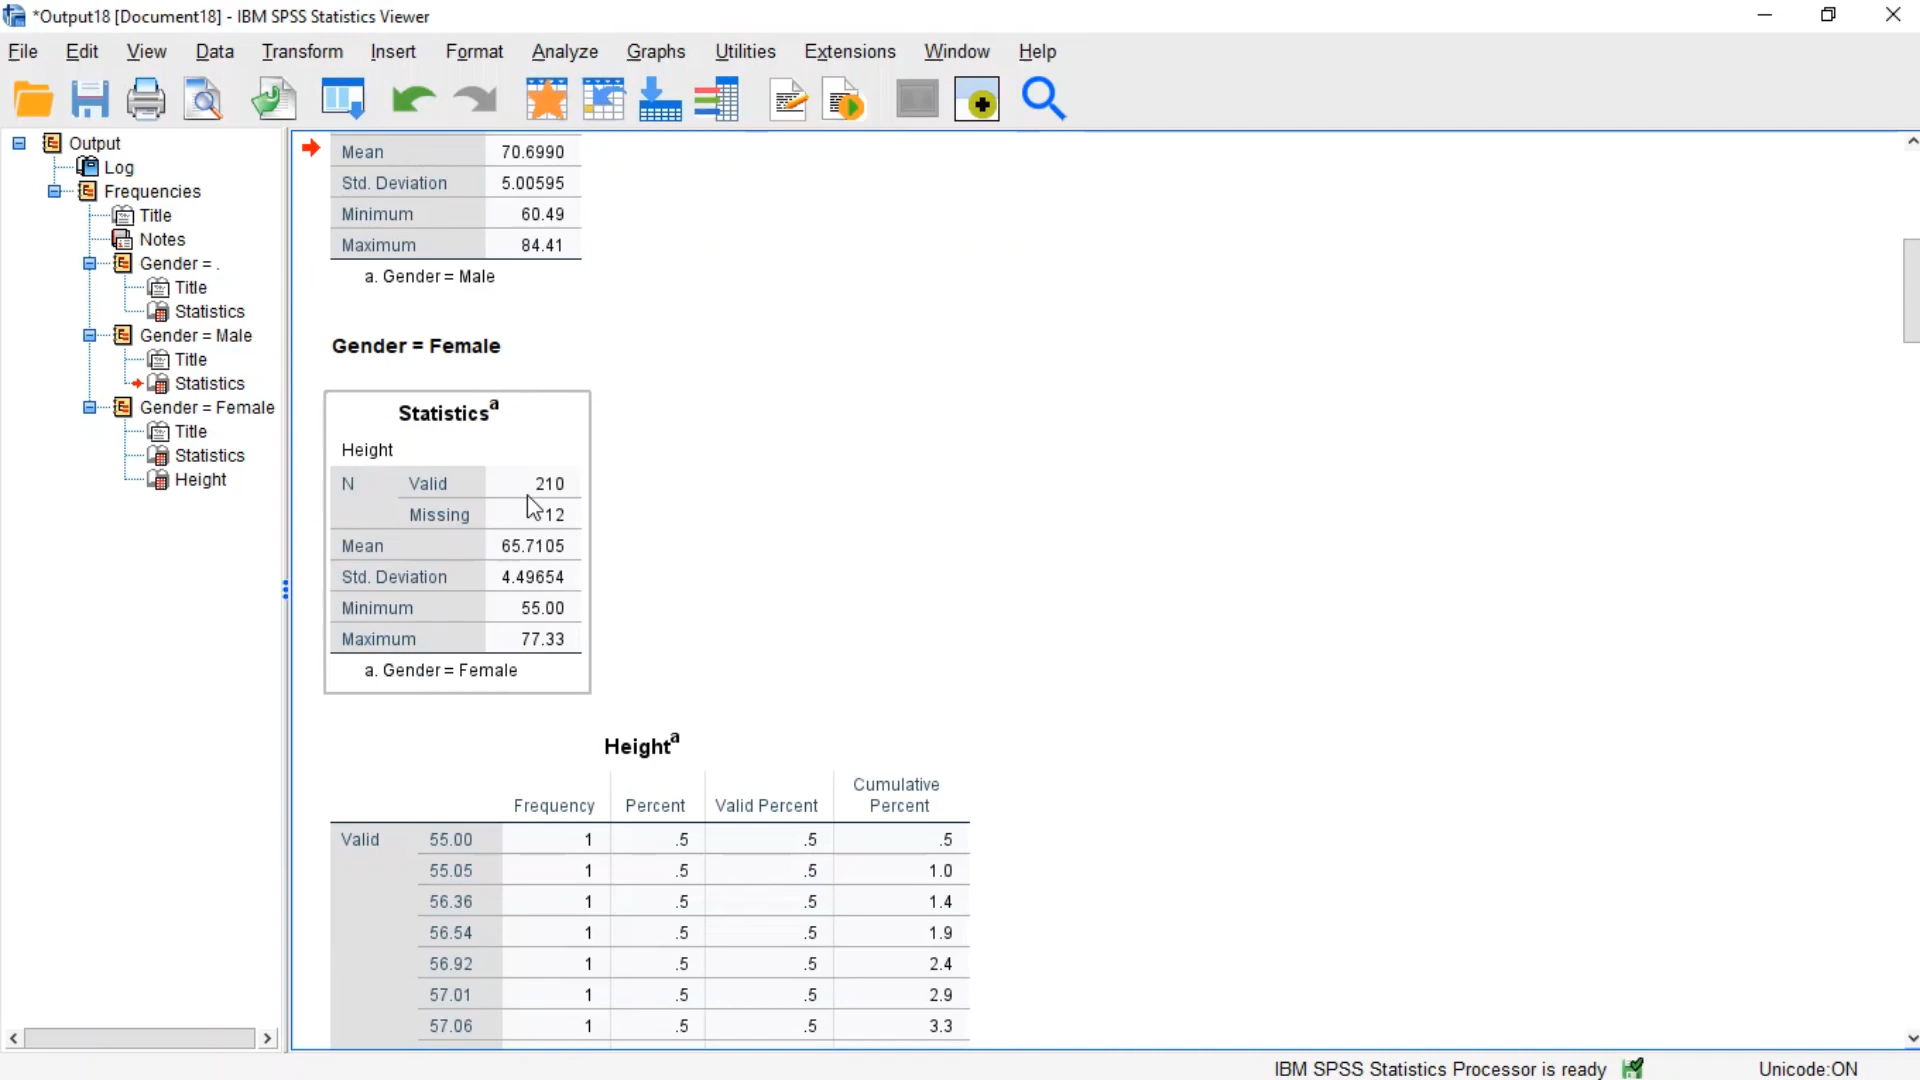 *Output18 [Document18] - IBM SPSS Statistics Viewer
File Edit View Data Transform Insert Format Analyze Graphs Utilities Extensions Window Help
Output
Log
Frequencies
Title
Notes
Gender = .
Title
Statistics
Gender = Male
Title
Statistics
Gender = Female
Title
Statistics
Height
Mean 70.6990
Std. Deviation 5.00595
Minimum 60.49
Maximum 84.41
a. Gender = Male
Gender = Female
Statisticsa
Height
N Valid 210
Missing 12
Mean 65.7105
Std. Deviation 4.49654
Minimum 55.00
Maximum 77.33
a. Gender = Female
Heighta
Frequency Percent Valid Percent Cumulative Percent
Valid 55.00 1 .5 .5 .5
55.05 1 .5 .5 1.0
56.36 1 .5 .5 1.4
56.54 1 .5 .5 1.9
56.92 1 .5 .5 2.4
57.01 1 .5 .5 2.9
57.06 1 .5 .5 3.3
IBM SPSS Statistics Processor is ready Unicode:ON